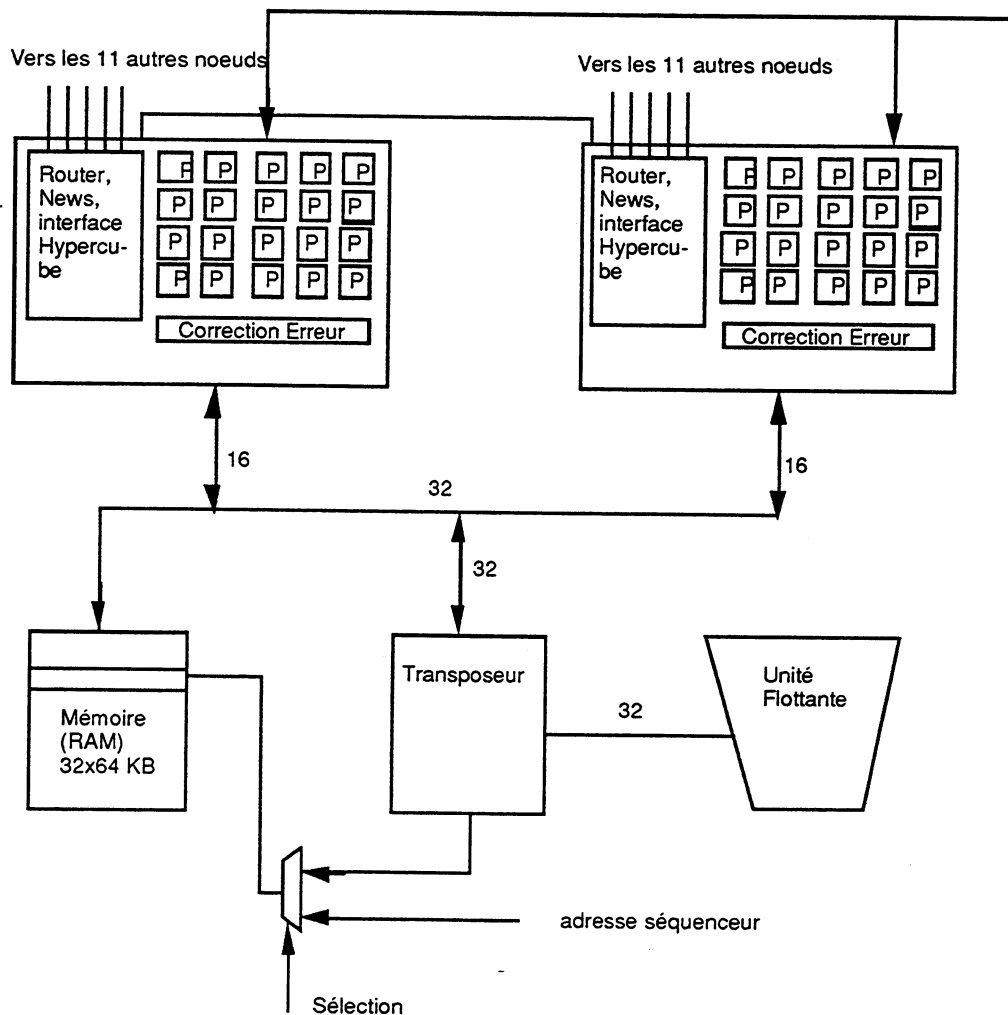 Vers les 11 autres noeuds
Vers les 11 autres noeuds
Router,
News,
interface
Hypercu-
be
P P P P P
P P P P P
P P P P P
P P P P P
Correction Erreur
Router,
News,
interface
Hypercu-
be
P P P P P
P P P P P
P P P P P
P P P P P
Correction Erreur
16
16
32
32
Mémoire
(RAM)
32x64 KB
Transposeur
32
Unité
Flottante
adresse séquenceur
Sélection